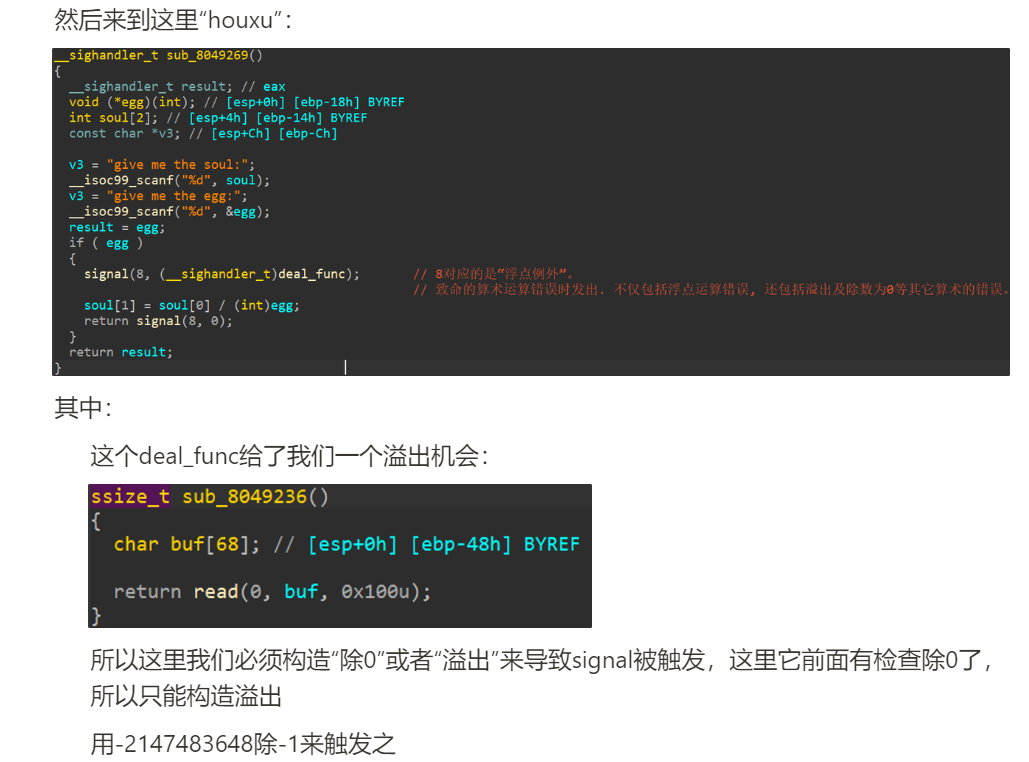 然后来到这里“houxu”：
__sighandler_t sub_8049269()
{
  __sighandler_t result; // eax
  void (*egg)(int); // [esp+0h] [ebp-18h] BYREF
  int soul[2]; // [esp+4h] [ebp-14h] BYREF
  const char *v3; // [esp+Ch] [ebp-Ch]

  v3 = "give me the soul:";
  __isoc99_scanf("%d", soul);
  v3 = "give me the egg:";
  __isoc99_scanf("%d", &egg);
  result = egg;
  if ( egg )
  {
    signal(8, (__sighandler_t)deal_func);       // 8对应的是“浮点例外”。
                                                // 致命的算术运算错误时发出. 不仅包括浮点运算错误, 还包括溢出及除数为0等其它算术的错误。
    soul[1] = soul[0] / (int)egg;
    return signal(8, 0);
  }
  return result;
}
其中：
这个deal_func给了我们一个溢出机会：
ssize_t sub_8049236()
{
  char buf[68]; // [esp+0h] [ebp-48h] BYREF

  return read(0, buf, 0x100u);
}
所以这里我们必须构造“除0”或者“溢出”来导致signal被触发，这里它前面有检查除0了，
所以只能构造溢出
用-2147483648除-1来触发之